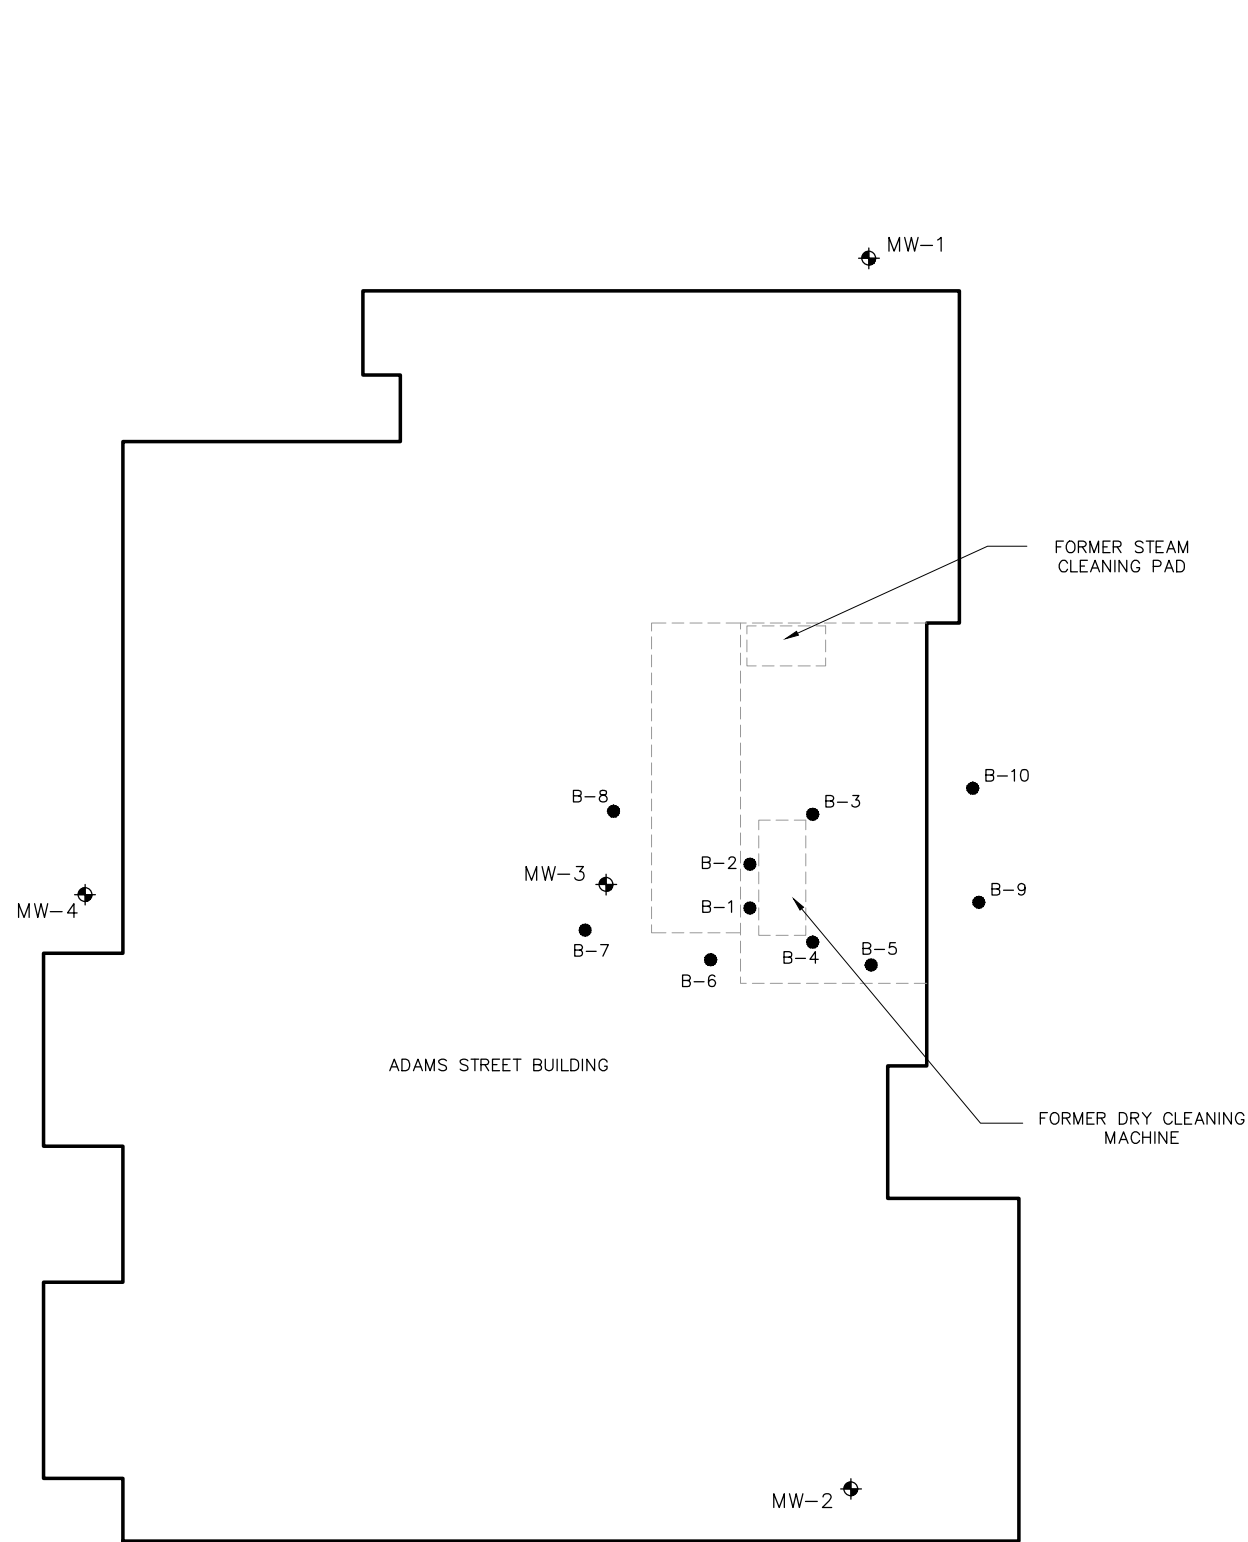 MW-1
FORMER STEAM
CLEANING PAD
B-10
B-8
B-3
B-2
MW-3
B-9
B-1
MW-4
B-7
B-5
B-4
B-6
ADAMS STREET BUILDING
FORMER DRY CLEANING
MACHINE
MW-2